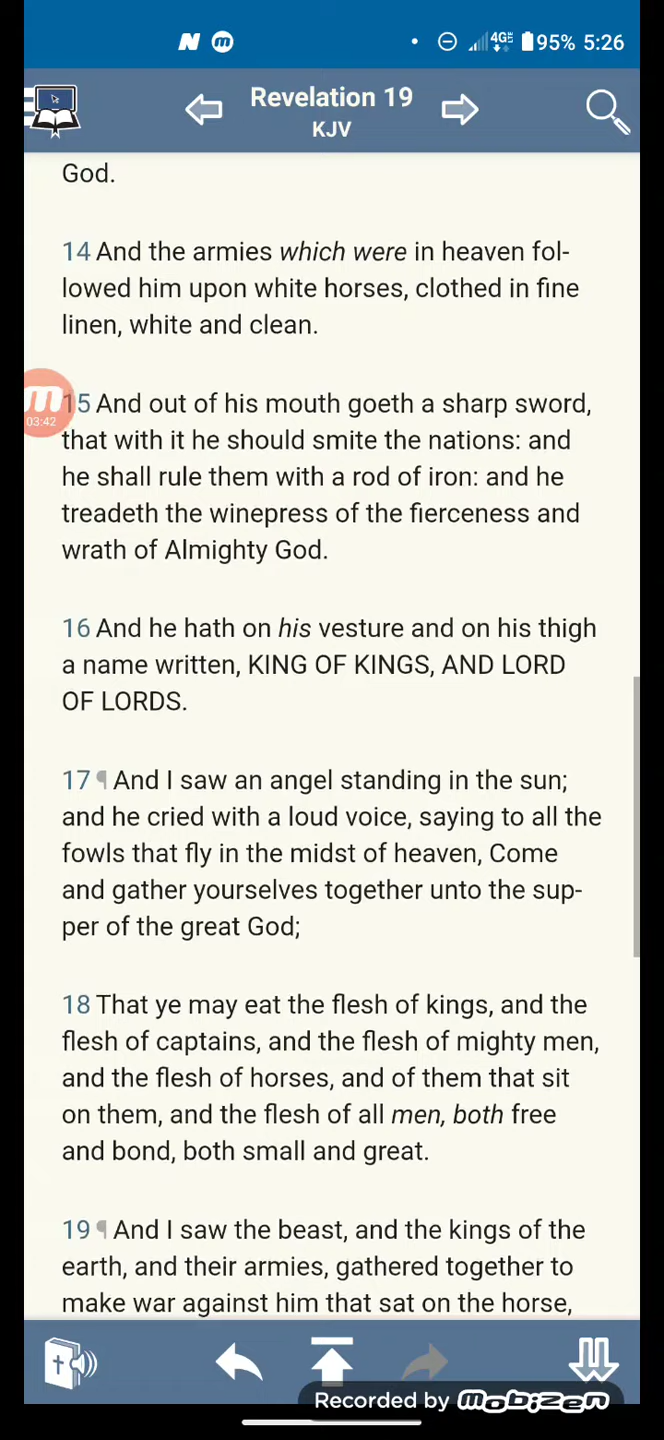 4G 95% 5:26
Revelation 19
KJV
God.
14 And the armies which were in heaven fol-
lowed him upon white horses, clothed in fine
linen, white and clean.
15 And out of his mouth goeth a sharp sword,
03:42
that with it he should smite the nations: and
he shall rule them with a rod of iron: and he
treadeth the winepress of the fierceness and
wrath of Almighty God.
16 And he hath on his vesture and on his thigh
a name written, KING OF KINGS, AND LORD
OF LORDS.
17 ¶ And I saw an angel standing in the sun;
and he cried with a loud voice, saying to all the
fowls that fly in the midst of heaven, Come
and gather yourselves together unto the sup-
per of the great God;
18 That ye may eat the flesh of kings, and the
flesh of captains, and the flesh of mighty men,
and the flesh of horses, and of them that sit
on them, and the flesh of all men, both free
and bond, both small and great.
19 ¶ And I saw the beast, and the kings of the
earth, and their armies, gathered together to
make war against him that sat on the horse,
Recorded by mobizen